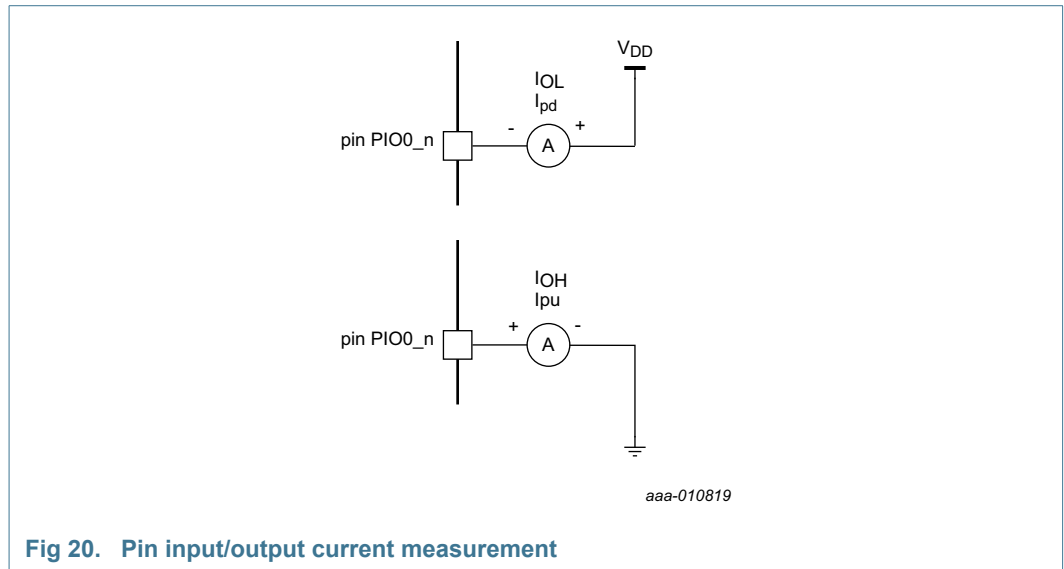 VDD
IOL
Ipd
pin PIO0_n
- A +
IOH
Ipu
pin PIO0_n
+ A -
aaa-010819
Fig 20. Pin input/output current measurement